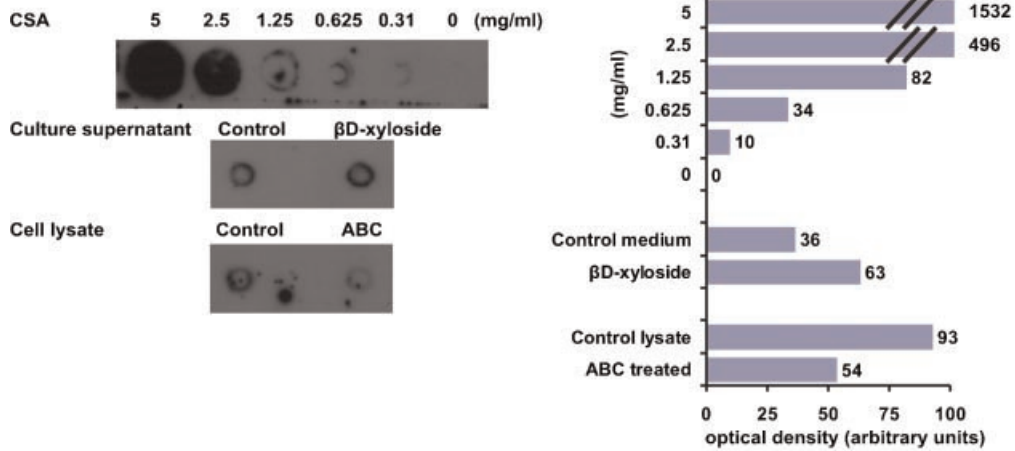 CSA 5 2.5 1.25 0.625 0.31 0 (mg/ml)
Culture supernatant Control βD-xyloside
Cell lysate Control ABC
(mg/ml)
5 1532
2.5 496
1.25 82
0.625 34
0.31 10
0 0
Control medium 36
βD-xyloside 63
Control lysate 93
ABC treated 54
0 25 50 75 100
optical density (arbitrary units)